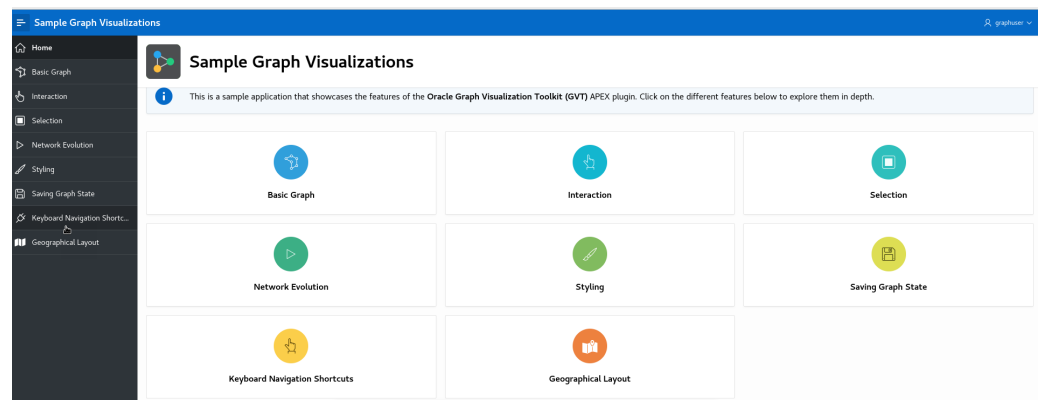 Sample Graph Visualizations
graphuser
Home
Basic Graph
Interaction
Selection
Network Evolution
Styling
Saving Graph State
Keyboard Navigation Shortc...
Geographical Layout
Sample Graph Visualizations
This is a sample application that showcases the features of the Oracle Graph Visualization Toolkit (GVT) APEX plugin. Click on the different features below to explore them in depth.
Basic Graph
Interaction
Selection
Network Evolution
Styling
Saving Graph State
Keyboard Navigation Shortcuts
Geographical Layout